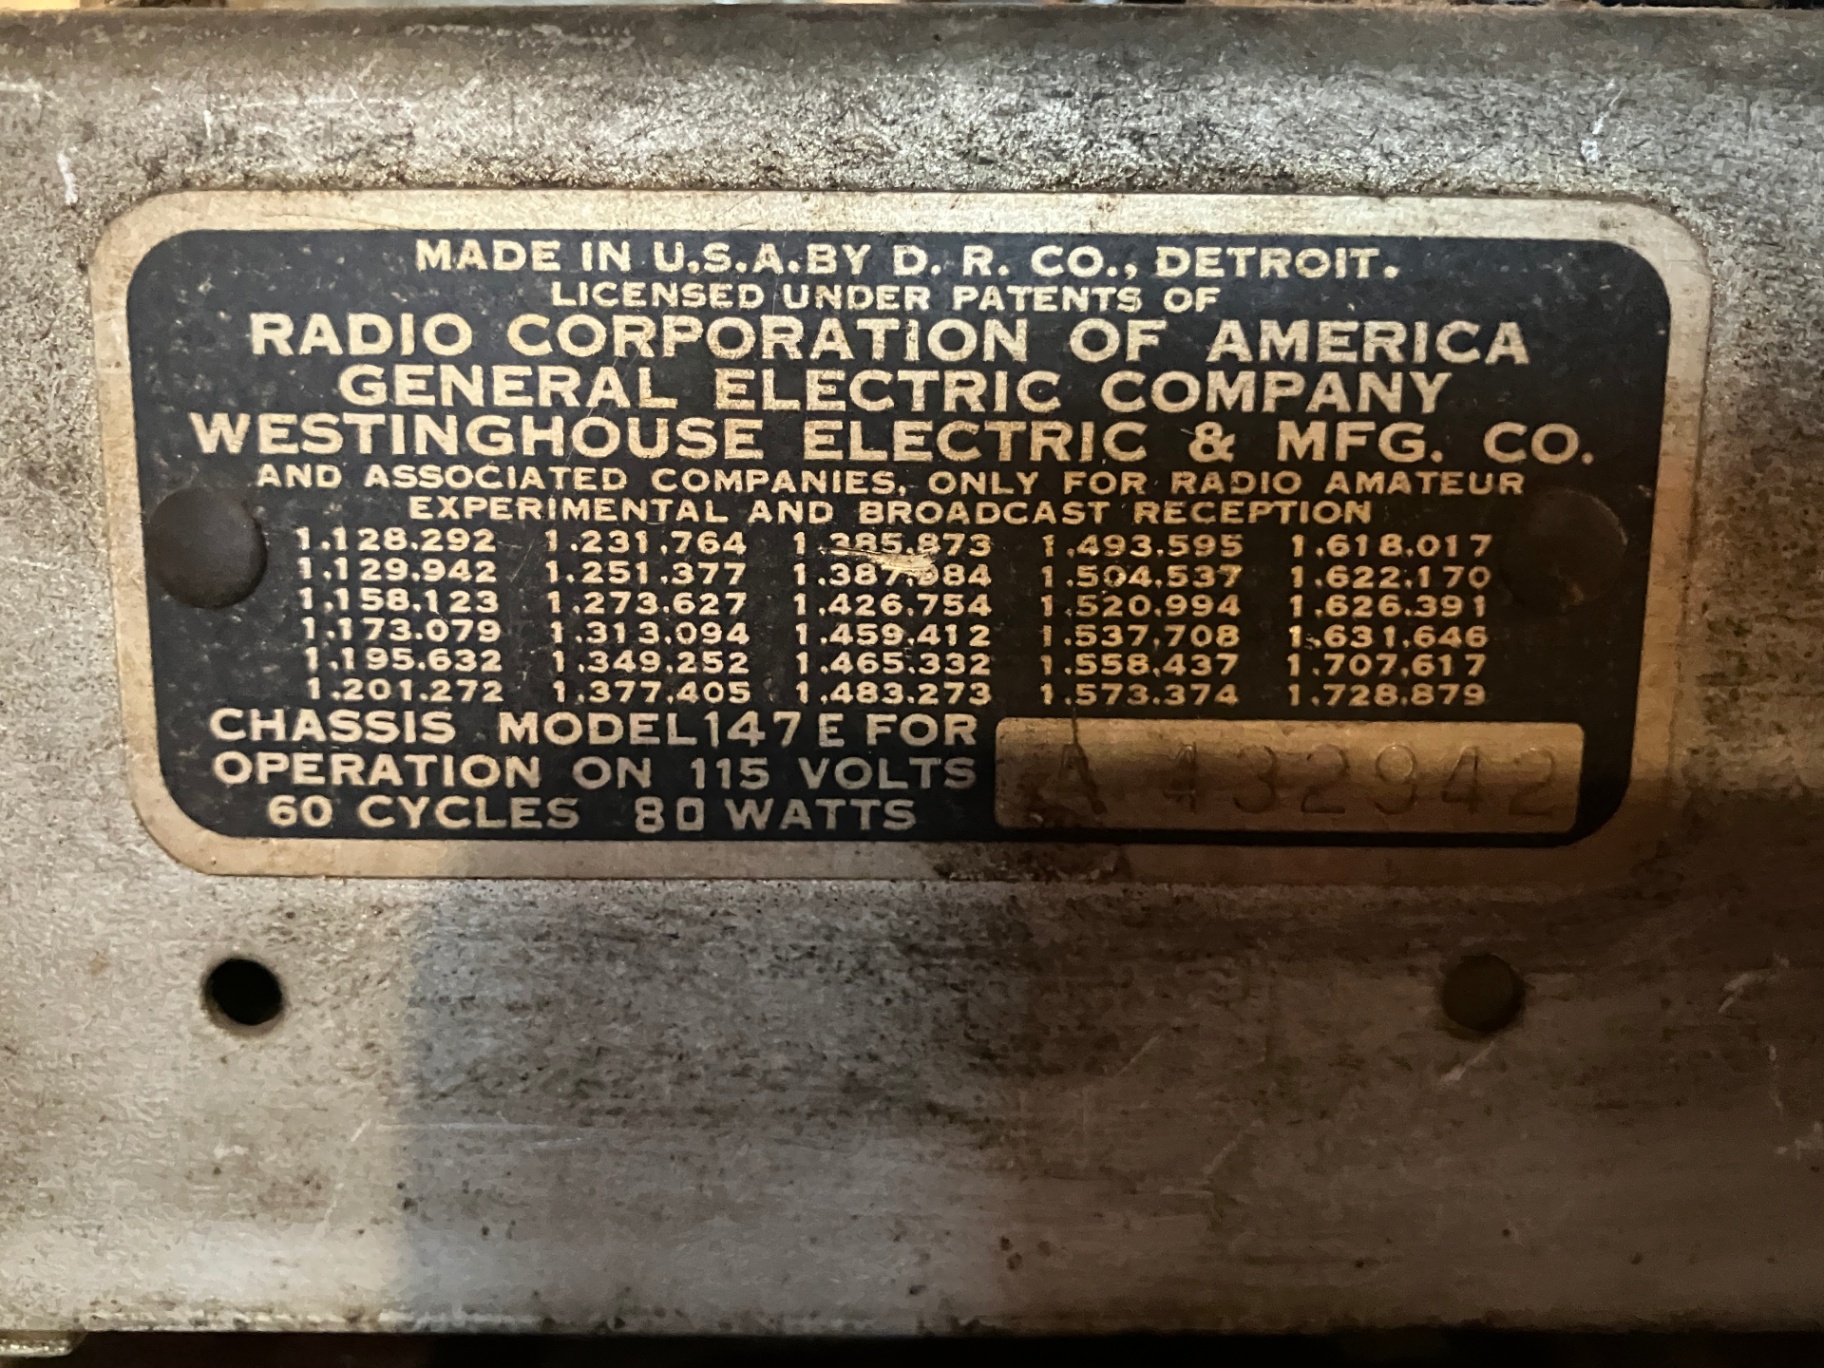 MADE IN U.S.A. BY D. R. CO., DETROIT.
LICENSED UNDER PATENTS OF
RADIO CORPORATION OF AMERICA
GENERAL ELECTRIC COMPANY
WESTINGHOUSE ELECTRIC & MFG. CO.
AND ASSOCIATED COMPANIES, ONLY FOR RADIO AMATEUR
EXPERIMENTAL AND BROADCAST RECEPTION
1.128.292 1.231,764 1.385.873 1,493.595 1.618.017
1.129.942 1.251.377 1.387.984 1.504.537 1.622.170
1.158.123 1.273.627 1.426.754 1.520.994 1.626.391
1.173.079 1.313.094 1.459.412 1.537,708 1.631.646
1.195.632 1.349.252 1.465.332 1.558.437 1.707,617
1.201.272 1.377.405 1.483.273 1.573.374 1.728.879
CHASSIS MODEL 147 E FOR
OPERATION ON 115 VOLTS
60 CYCLES 80 WATTS
A 132942